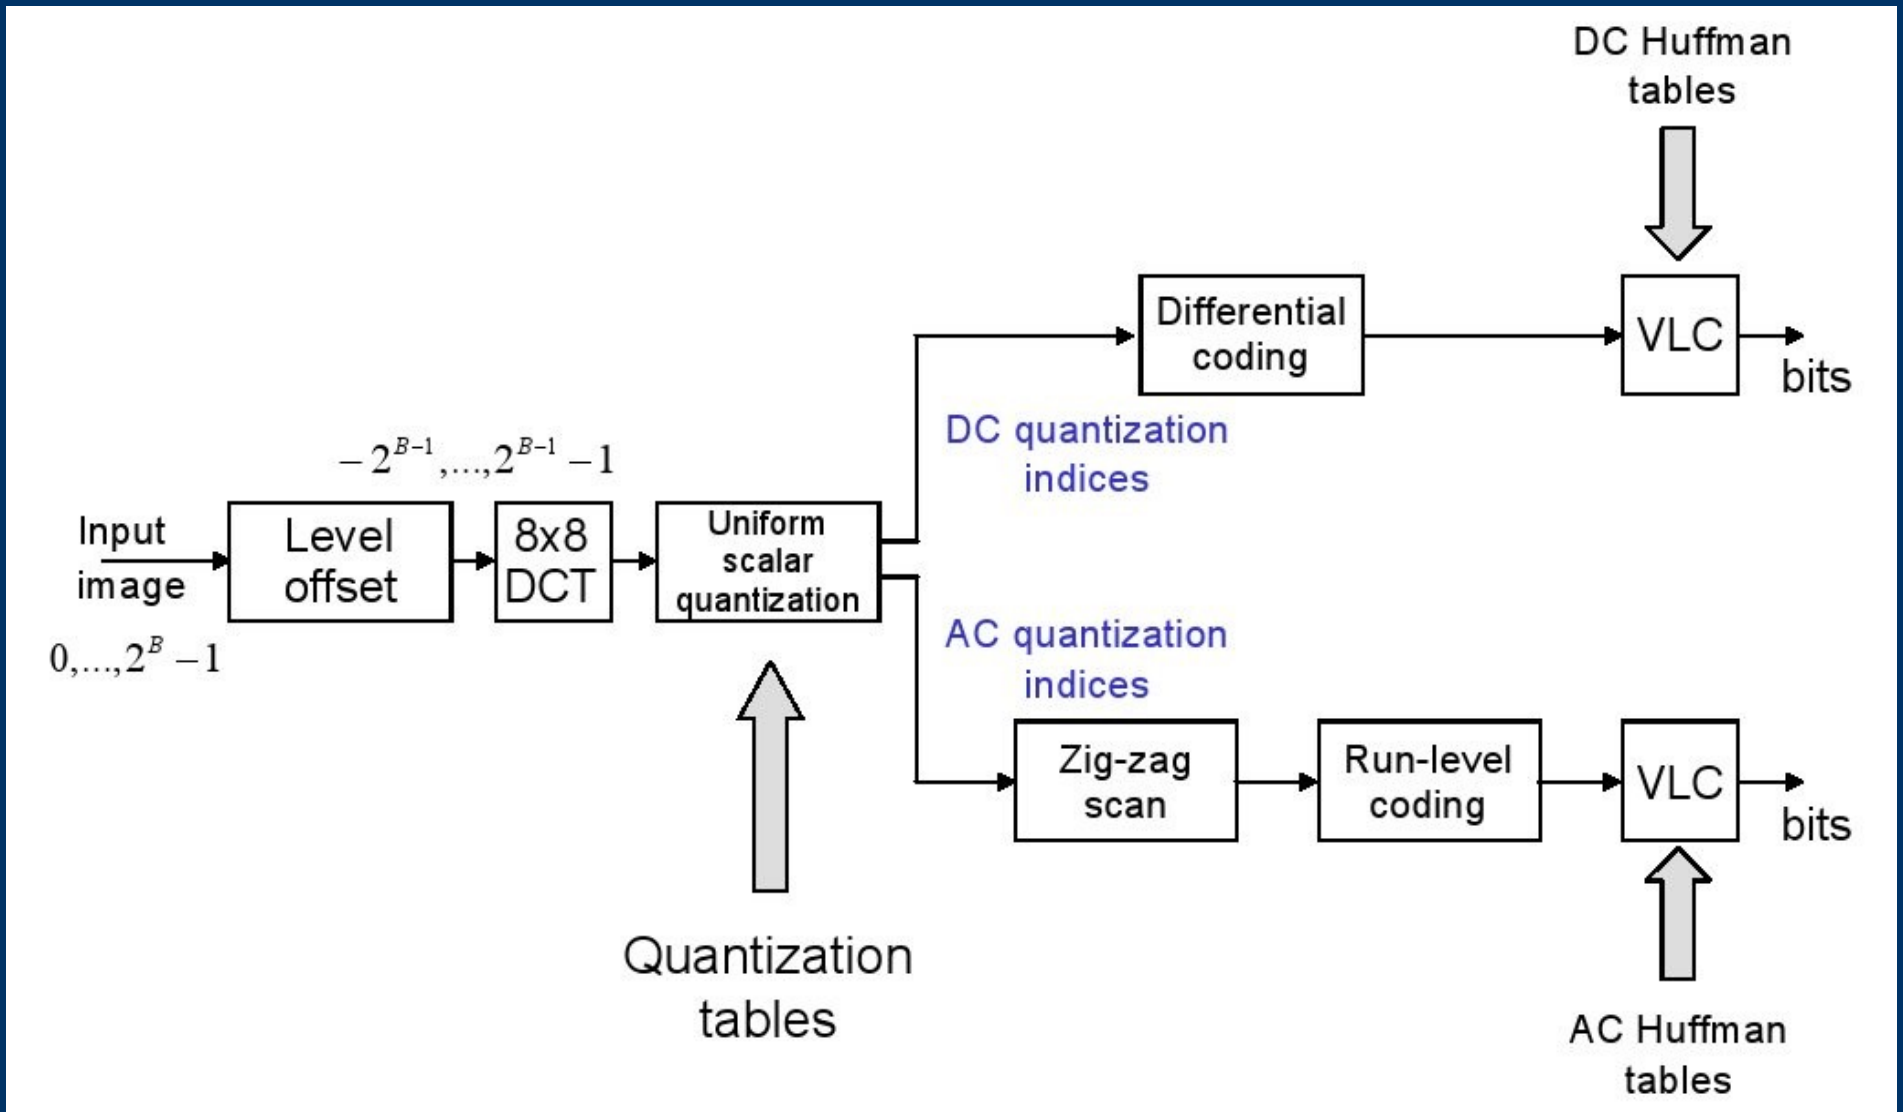 DC Huffman
tables
Differential
coding
VLC
bits
DC quantization
indices
−2^{B−1},...,2^{B−1} −1
Input
image
0,...,2^B −1
Level
offset
8x8
DCT
Uniform
scalar
quantization
AC quantization
indices
Zig-zag
scan
Run-level
coding
VLC
bits
Quantization
tables
AC Huffman
tables